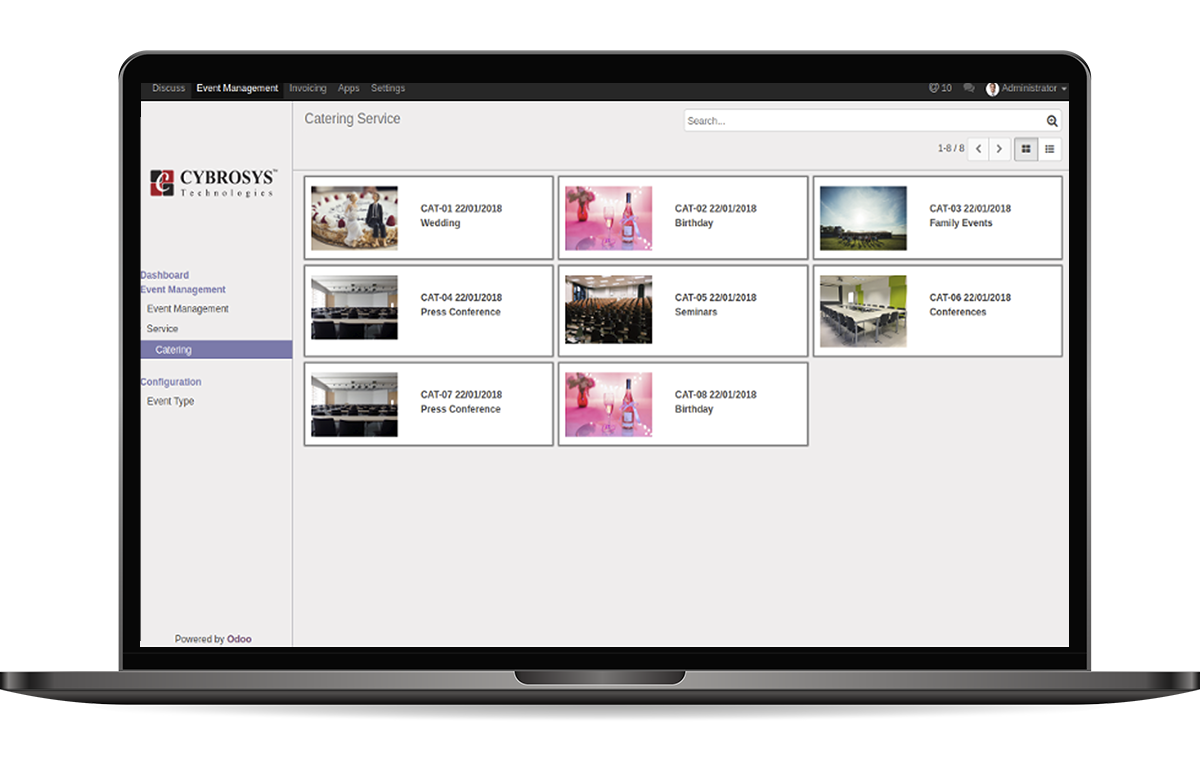 Discuss Event Management Invoicing Apps Settings 10 Administrator
Catering Service
Search...
1-8 / 8
CYBROSYS™
Technologies
Dashboard
Event Management
Event Management
Service
Catering
Configuration
Event Type
Powered by Odoo
CAT-01 22/01/2018
Wedding
CAT-02 22/01/2018
Birthday
CAT-03 22/01/2018
Family Events
CAT-04 22/01/2018
Press Conference
CAT-05 22/01/2018
Seminars
CAT-06 22/01/2018
Conferences
CAT-07 22/01/2018
Press Conference
CAT-08 22/01/2018
Birthday